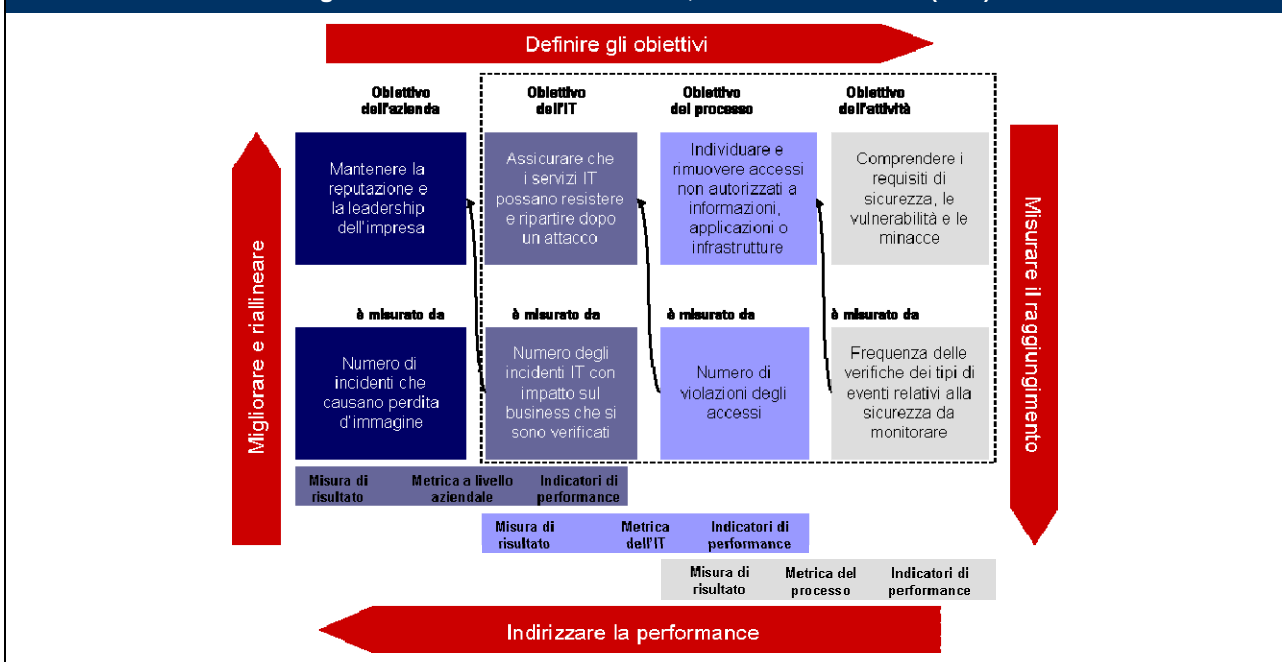 Definire gli obiettivi
Obiettivo
dell'azienda
Obiettivo
dell'IT
Obiettivo
del processo
Obiettivo
dell'attività
Mantenere la
reputazione e
la leadership
dell'impresa
Assicurare che
i servizi IT
possano resistere
e ripartire dopo
un attacco
Individuare e
rimuovere accessi
non autorizzati a
informazioni,
applicazioni o
infrastrutture
Comprendere i
requisiti di
sicurezza, le
vulnerabilità e le
minacce
è misurato da
è misurato da
è misurato da
è misurato da
Numero di
incidenti che
causano perdita
d'immagine
Numero degli
incidenti IT con
impatto sul
business che si
sono verificati
Numero di
violazioni degli
accessi
Frequenza delle
verifiche dei tipi di
eventi relativi alla
sicurezza da
monitorare
Migliorare e riallineare
Misurare il raggiungimento
Misura di
risultato
Metrica a livello
aziendale
Indicatori di
performance
Misura di
risultato
Metrica
dell'IT
Indicatori di
performance
Misura di
risultato
Metrica del
processo
Indicatori di
performance
Indirizzare la performance